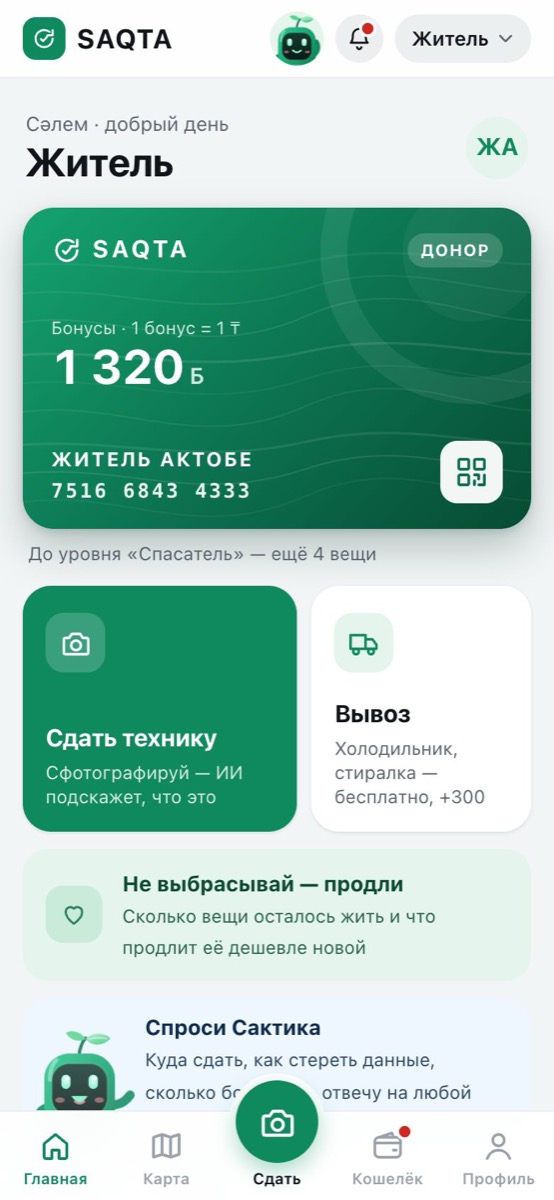 SAQTA
Житель
Сәлем · добрый день
Житель
ЖА
SAQTA
ДОНОР
Бонусы · 1 бонус = 1 ₸
1 320 Б
ЖИТЕЛЬ АКТОБЕ
7516 6843 4333
До уровня «Спасатель» — ещё 4 вещи
Сдать технику
Сфотографируй — ИИ
подскажет, что это
Вывоз
Холодильник,
стиралка —
бесплатно, +300
Не выбрасывай — продли
Сколько вещи осталось жить и что
продлит её дешевле новой
Спроси Сактика
Куда сдать, как стереть данные,
сколько отвечу на любой
Главная
Карта
Сдать
Кошелёк
Профиль